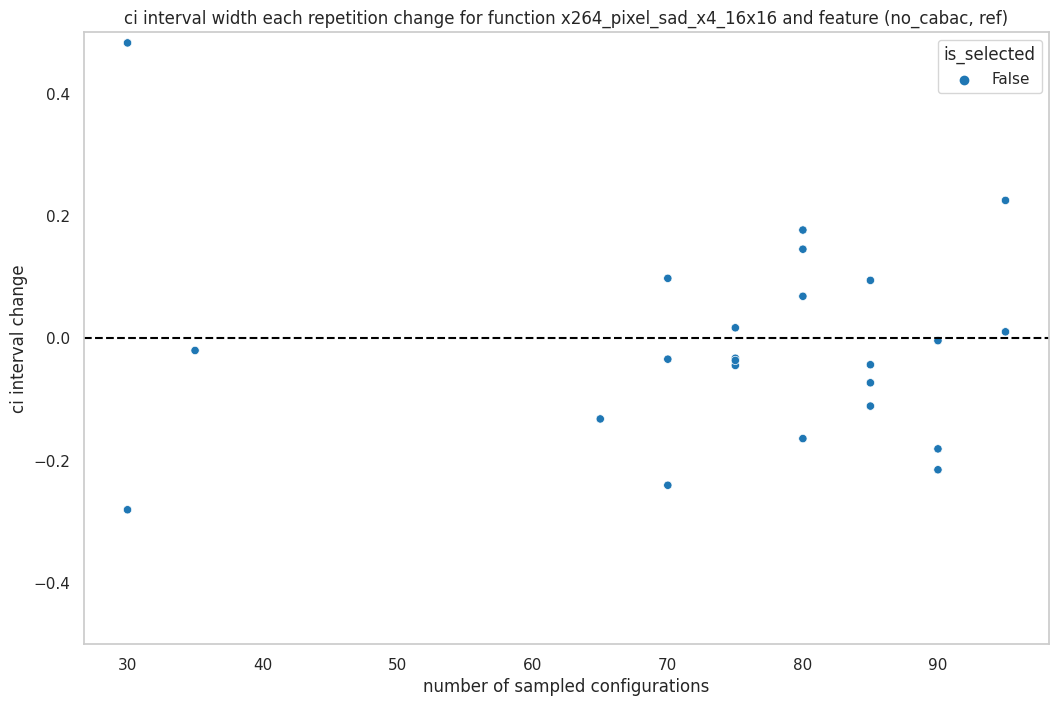 ci interval width each repetition change for function x264_pixel_sad_x4_16x16 and feature (no_cabac, ref)
is_selected
False
ci interval change
0.4
0.2
0.0
−0.2
−0.4
30 40 50 60 70 80 90
number of sampled configurations